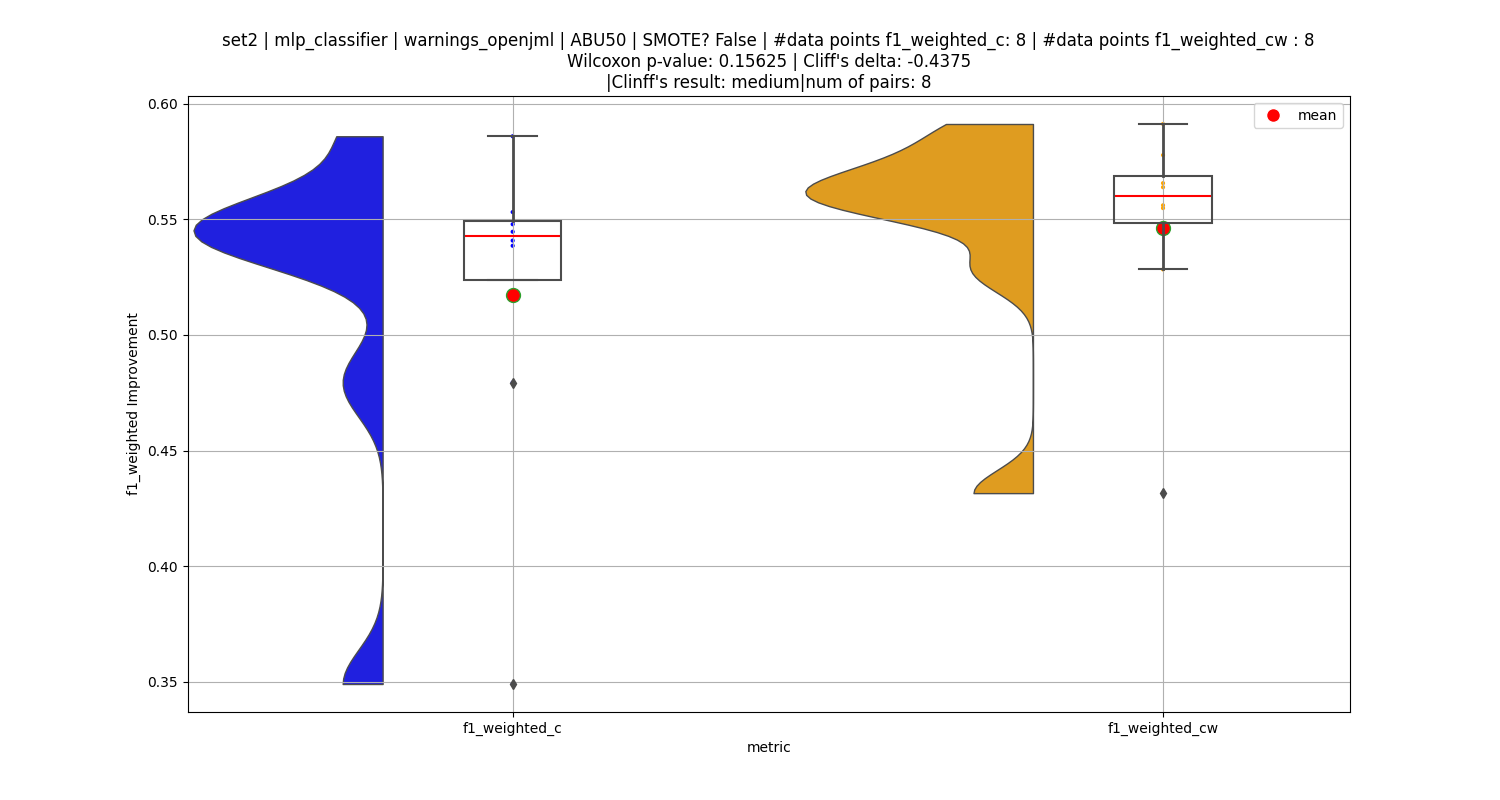 set2 | mlp_classifier | warnings_openjml | ABU50 | SMOTE? False | #data points f1_weighted_c: 8 | #data points f1_weighted_cw : 8
Wilcoxon p-value: 0.15625 | Cliff's delta: -0.4375
|Clinff's result: medium|num of pairs: 8
mean
0.60
0.55
0.50
0.45
0.40
0.35
f1_weighted Improvement
f1_weighted_c
f1_weighted_cw
metric